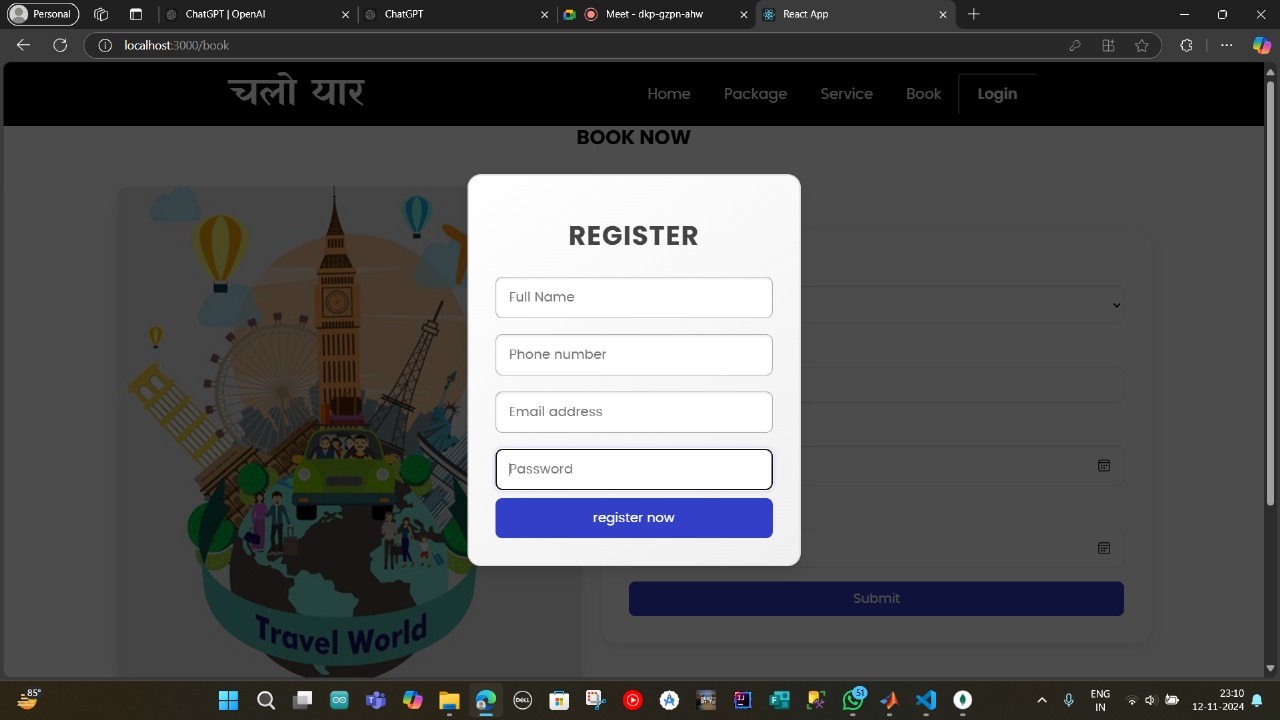 Personal
ChatGPT | OpenAI
ChatGPT
Meet - dkp-gzpn-ahw
React App
localhost:3000/book
चलो यार
Home
Package
Service
Book
Login
BOOK NOW
REGISTER
Full Name
Phone number
Email address
Password
register now
Submit
Travel World
85°
DELL
51
ENG
IN
23:10
12-11-2024